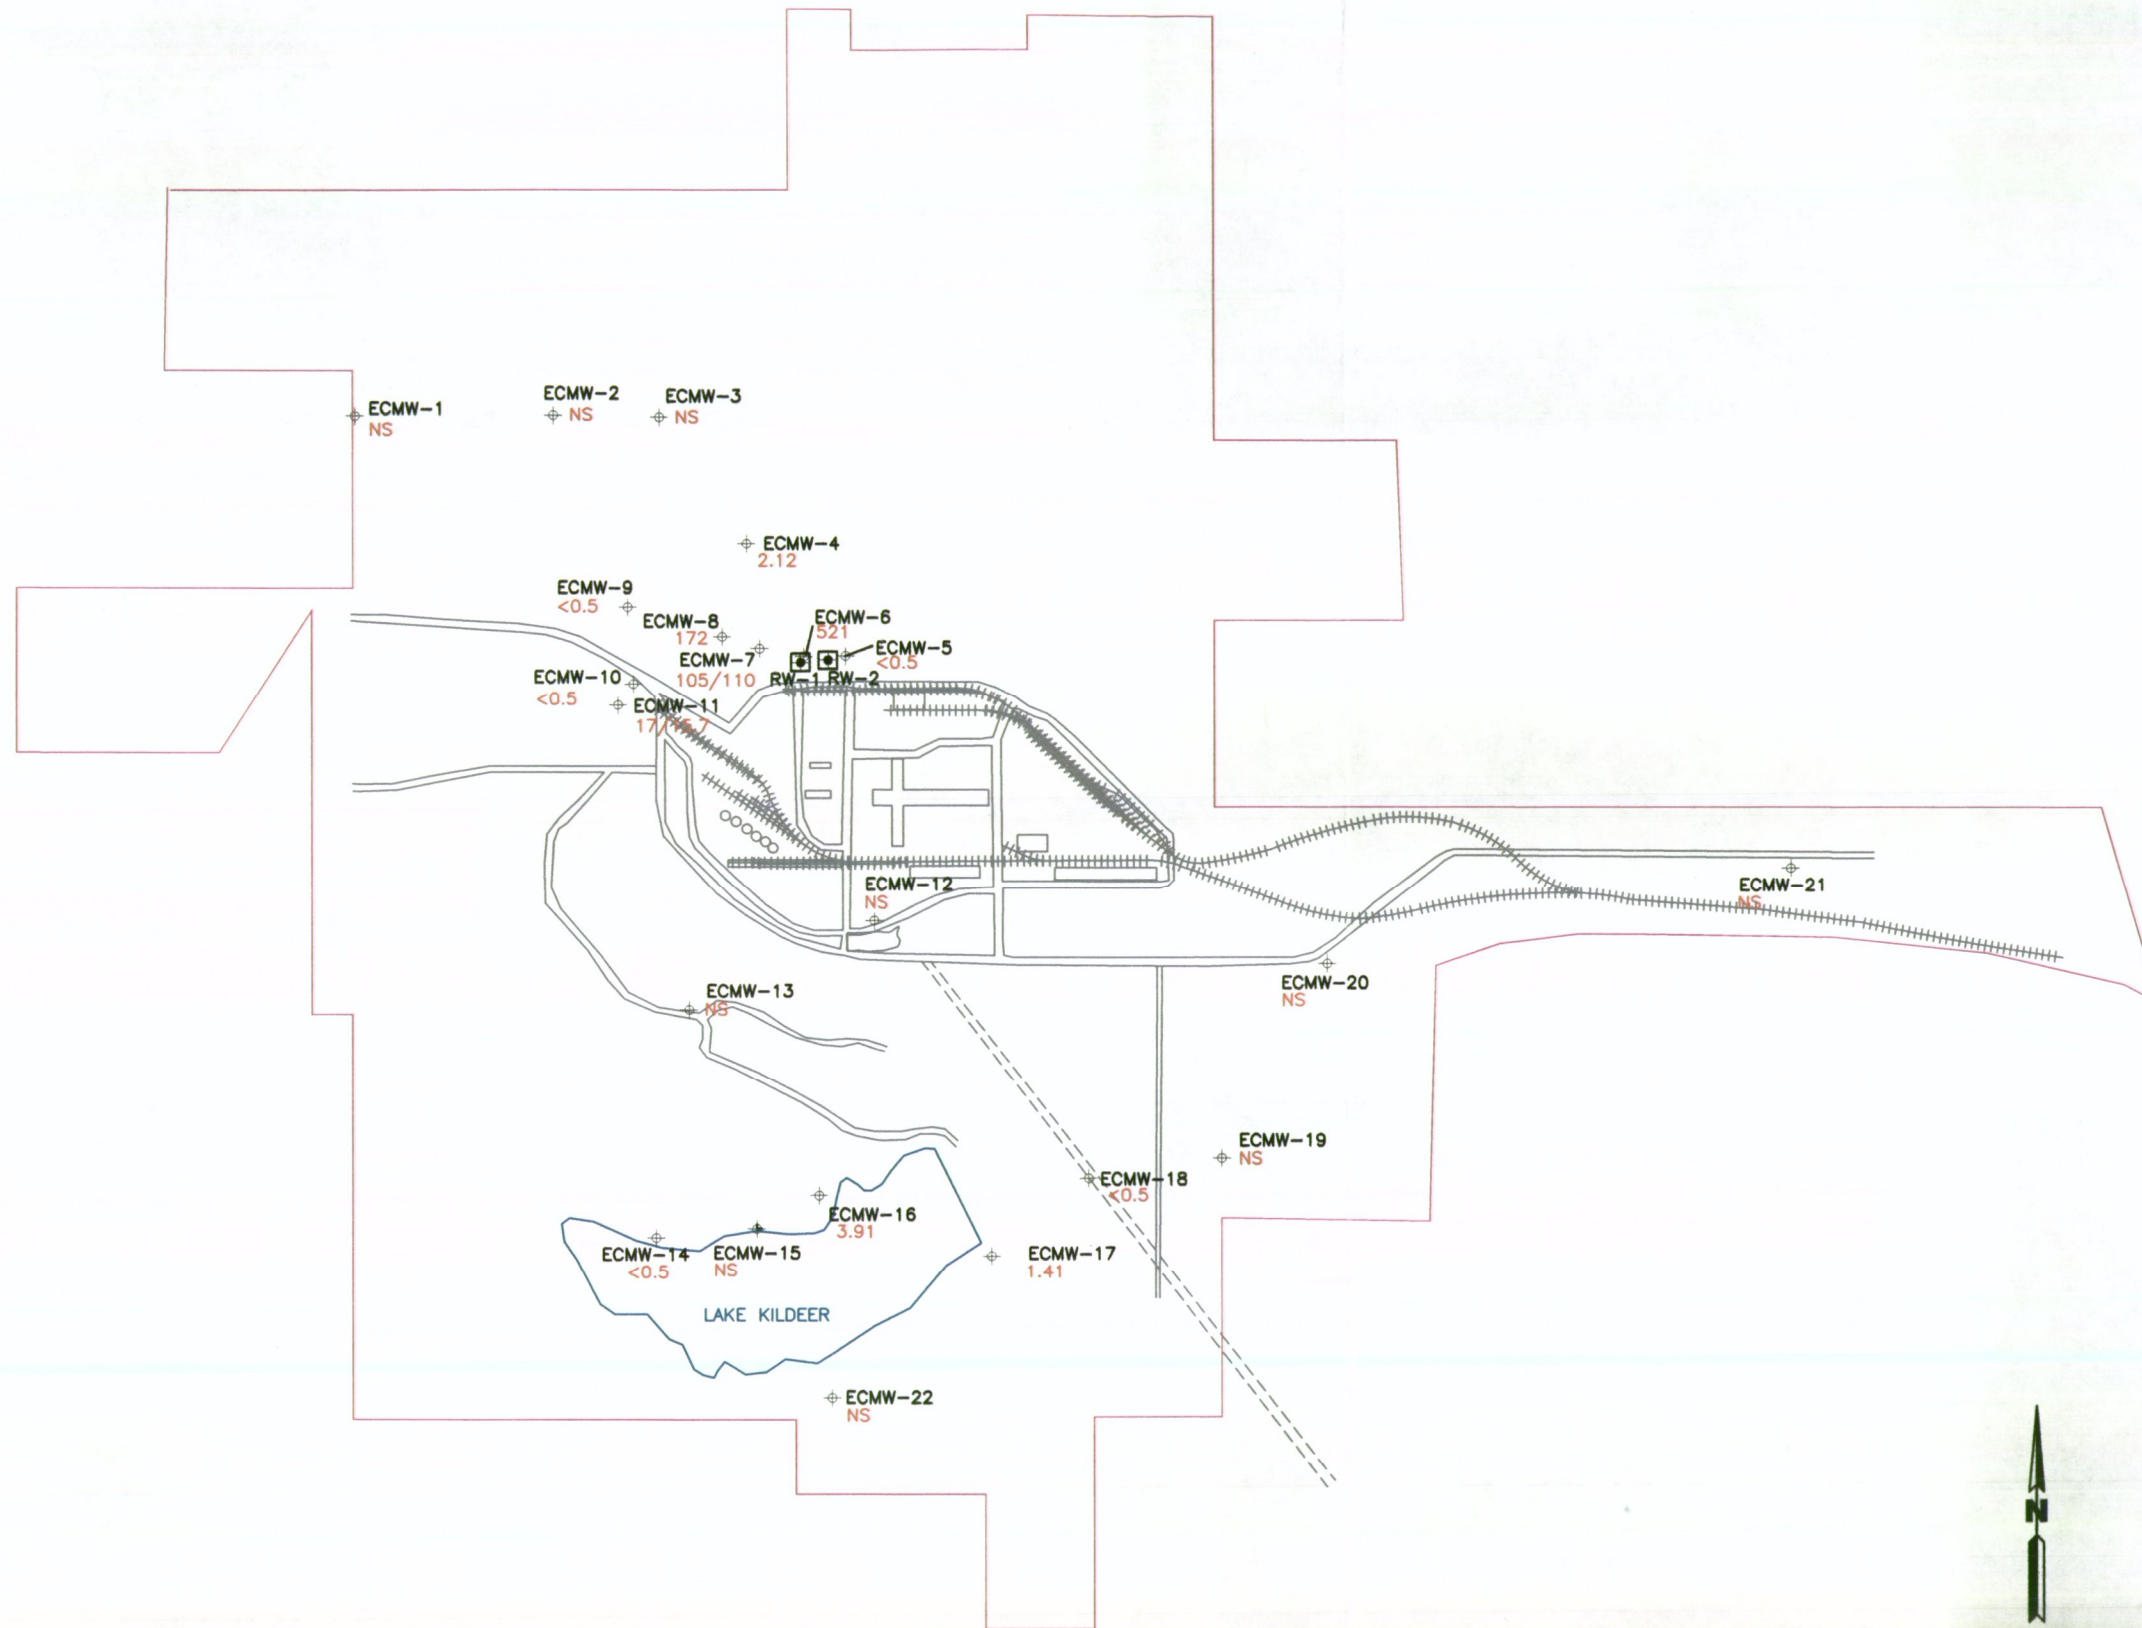 ECMW-1
NS
ECMW-2
NS
ECMW-3
NS
ECMW-4
2.12
ECMW-9
<0.5
ECMW-8
172
ECMW-6
521
ECMW-5
<0.5
ECMW-7
105/110
RW-1 RW-2
ECMW-10
<0.5
ECMW-11
ECMW-12
NS
ECMW-21
NS
ECMW-13
NS
ECMW-20
NS
ECMW-19
NS
ECMW-18
<0.5
ECMW-16
3.91
ECMW-14
<0.5
ECMW-15
NS
ECMW-17
1.41
LAKE KILDEER
ECMW-22
NS
N